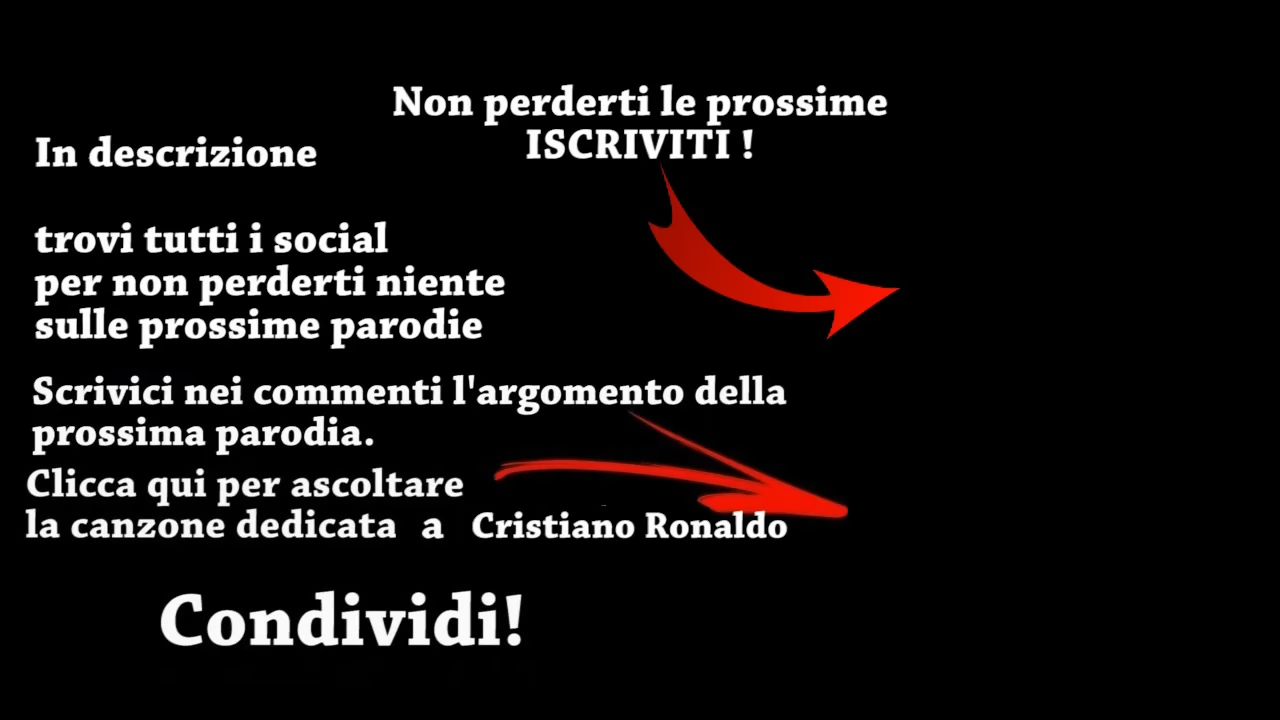 Non perderti le prossime
ISCRIVITI !
In descrizione
trovi tutti i social
per non perderti niente
sulle prossime parodie
Scrivici nei commenti l'argomento della
prossima parodia.
Clicca qui per ascoltare
la canzone dedicata a Cristiano Ronaldo
Condividi!